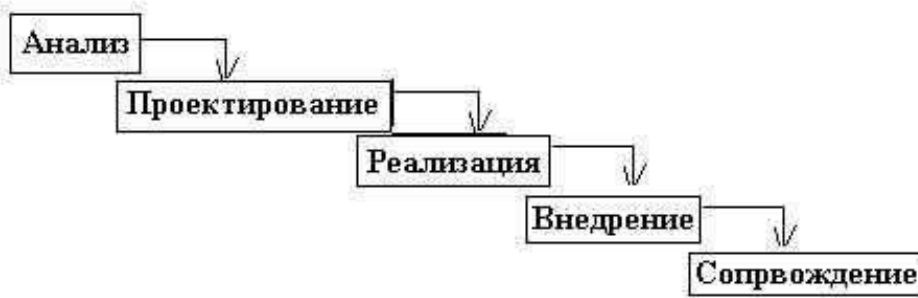 Анализ
Проектирование
Реализация
Внедрение
Сопрвождение